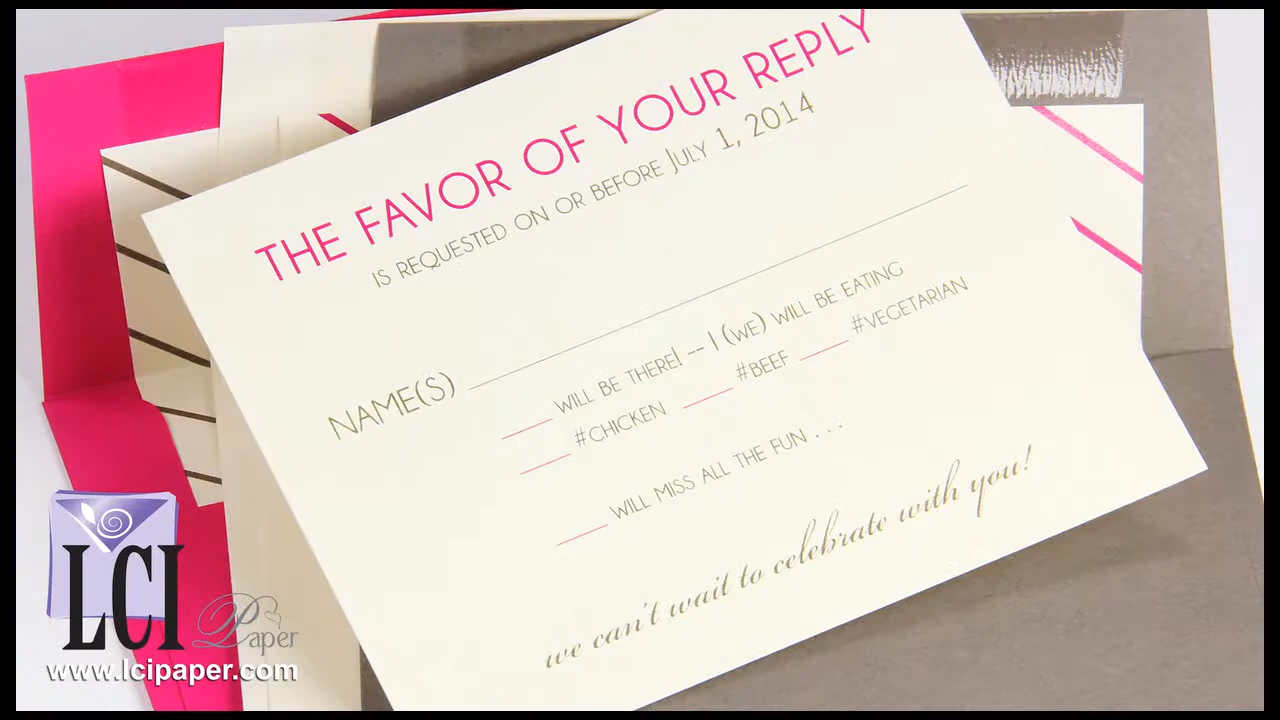 THE FAVOR OF YOUR REPLY
IS REQUESTED ON OR BEFORE JULY 1, 2014
NAME(S)
WILL BE THERE! -- I (WE) WILL BE EATING
#CHICKEN #BEEF #VEGETARIAN
WILL MISS ALL THE FUN . . .
we can't wait to celebrate with you!
LCI
Paper
www.lcipaper.com